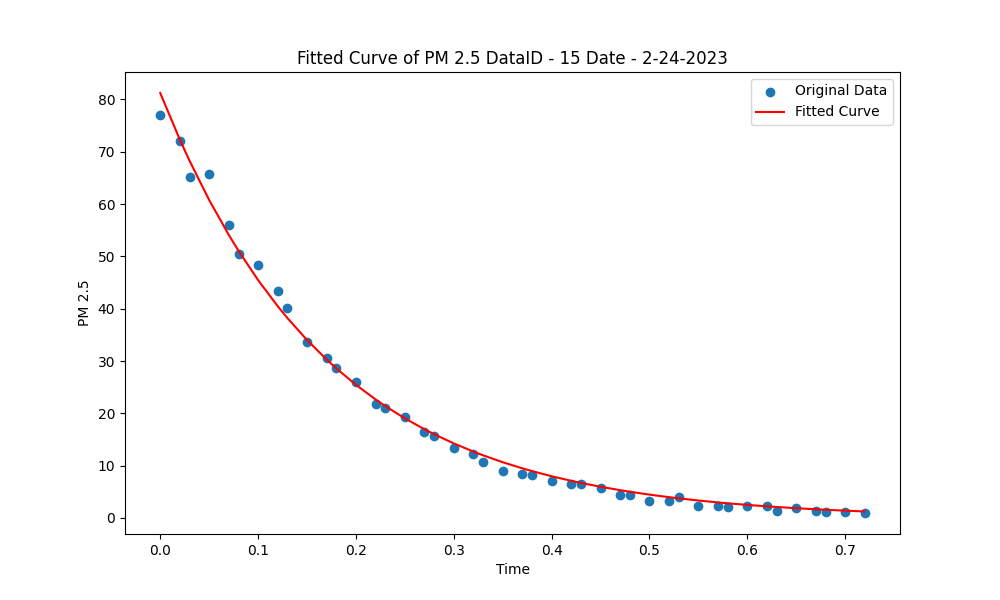 Fitted Curve of PM 2.5 DataID - 15 Date - 2-24-2023
Original Data
Fitted Curve
PM 2.5
80
70
60
50
40
30
20
10
0
0.0 0.1 0.2 0.3 0.4 0.5 0.6 0.7
Time